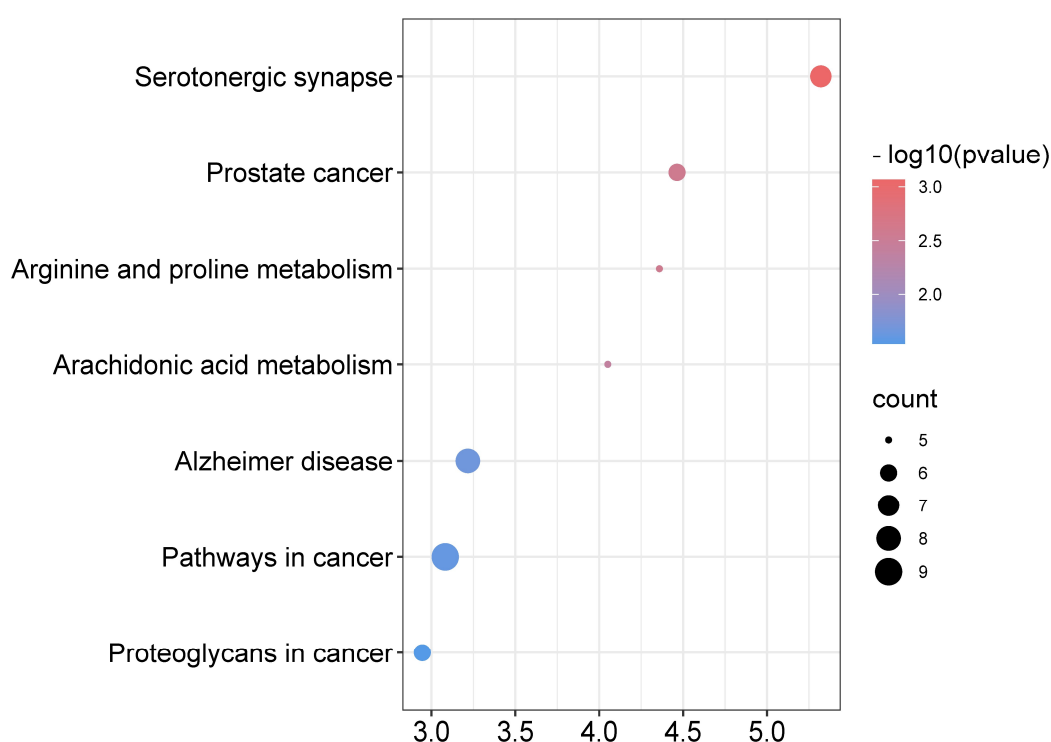 Serotonergic synapse
Prostate cancer
Arginine and proline metabolism
Arachidonic acid metabolism
Alzheimer disease
Pathways in cancer
Proteoglycans in cancer
3.0 3.5 4.0 4.5 5.0
- log10(pvalue)
3.0
2.5
2.0
count
5
6
7
8
9